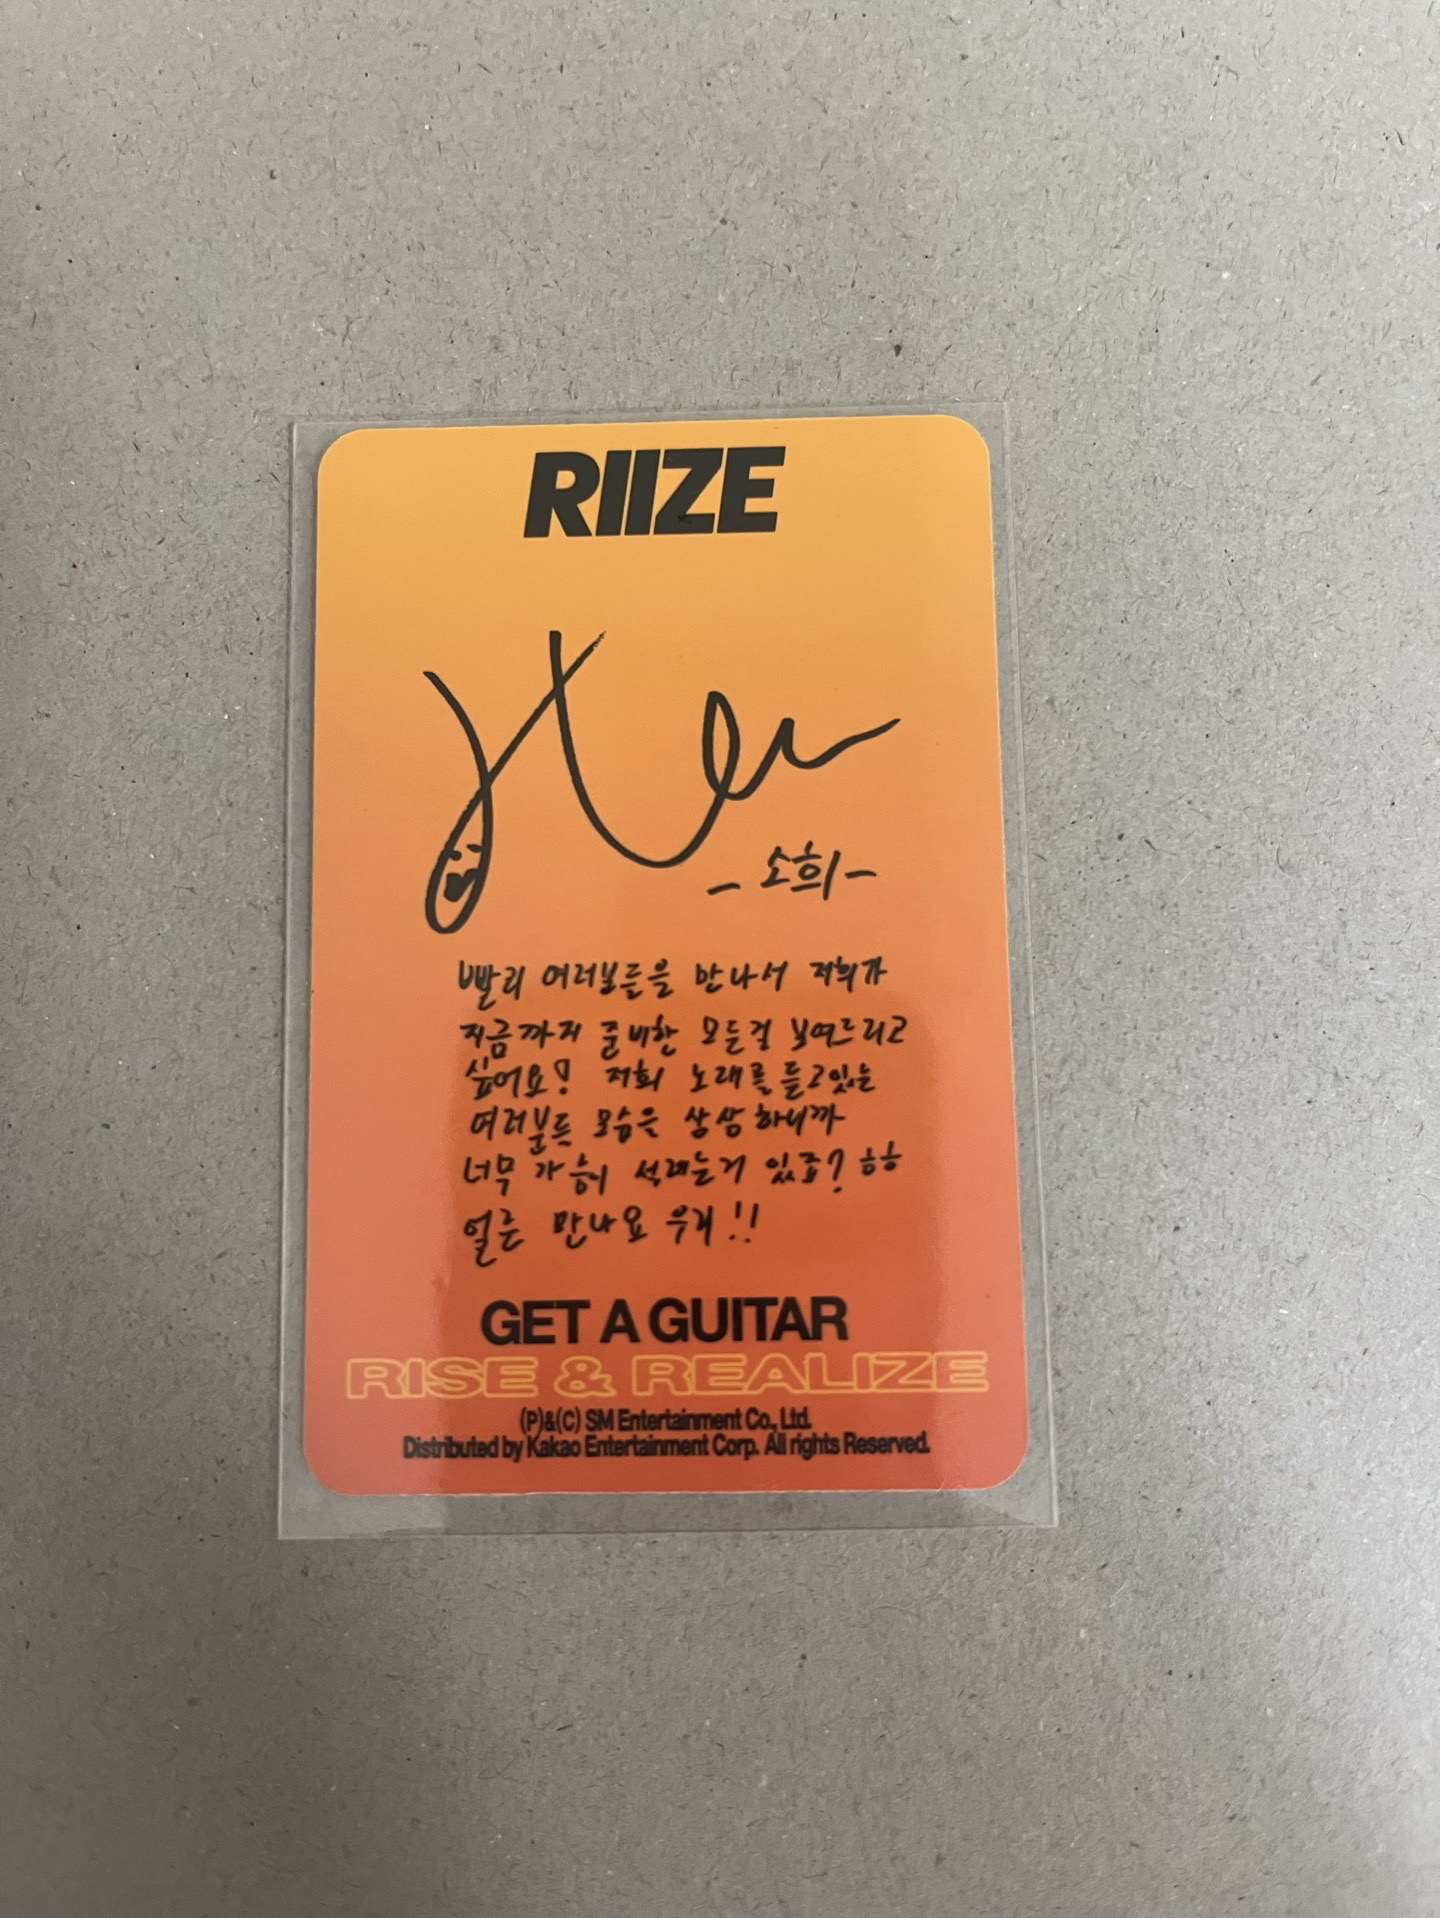 RIIZE
- 소희 -
빨리 여러분들을 만나서 저희가
지금까지 준비한 모든걸 보여드리고
싶어요! 저희 노래를 듣고있는
여러분들 모습을 상상하니까
너무 가슴이 설레는거 있죠? ㅎㅎ
얼른 만나요 우리!!
GET A GUITAR
RISE & REALIZE
(P)&(C) SM Entertainment Co., Ltd.
Distributed by Kakao Entertainment Corp. All rights Reserved.